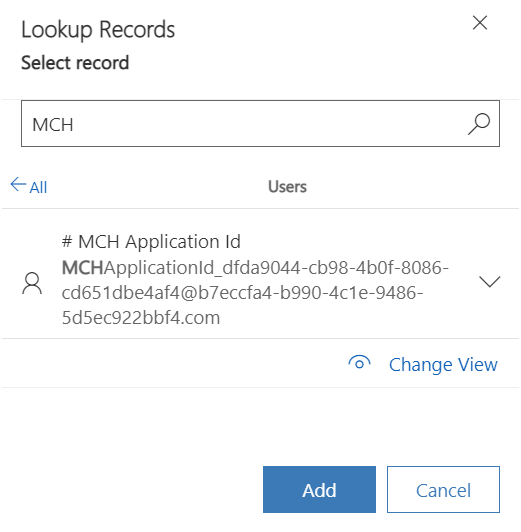 Lookup Records
Select record
MCH
All
Users
# MCH Application Id
MCHApplicationId_dfda9044-cb98-4b0f-8086-
cd651dbe4af4@b7eccfa4-b990-4c1e-9486-
5d5ec922bbf4.com
Change View
Add
Cancel